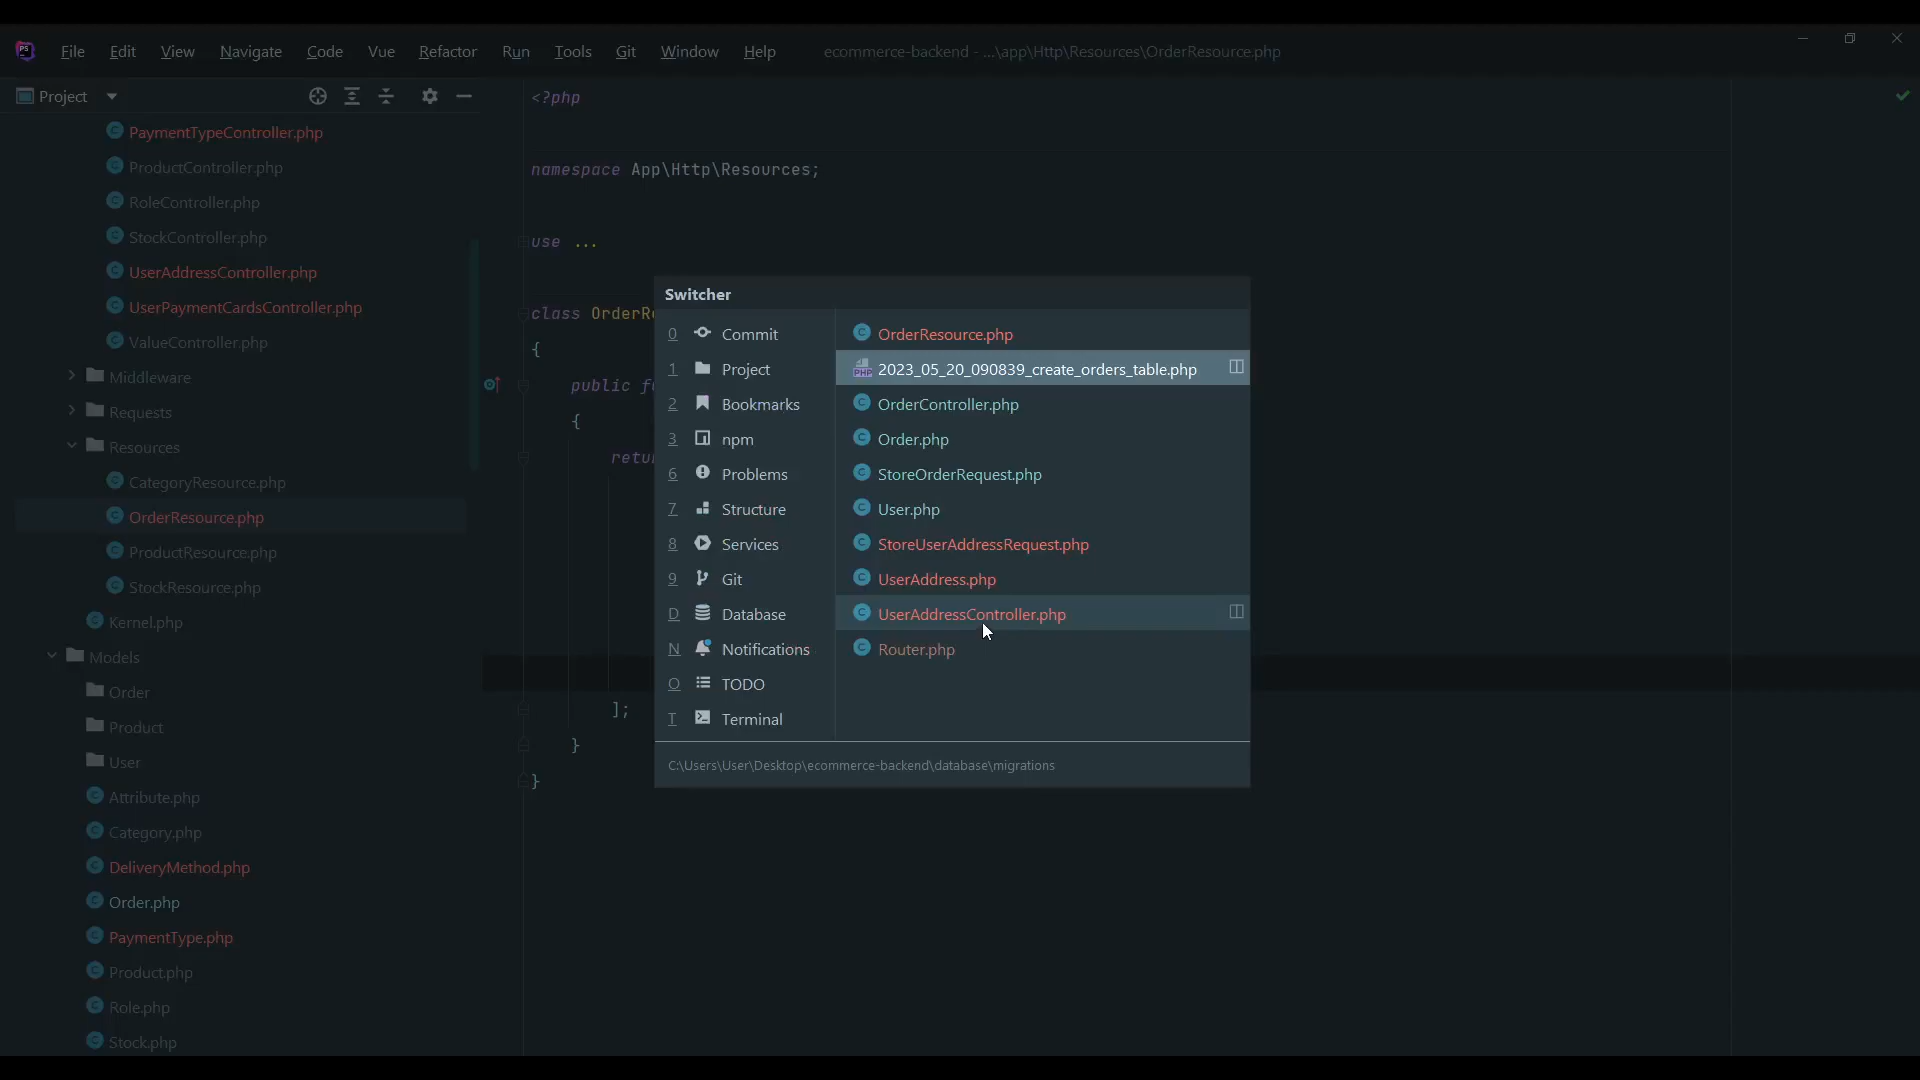 PS File Edit View Navigate Code Vue Refactor Run Tools Git Window Help ecommerce-backend - ...\app\Http\Resources\OrderResource.php
Project
PaymentTypeController.php
ProductController.php
RoleController.php
StockController.php
UserAddressController.php
UserPaymentCardsController.php
ValueController.php
Middleware
Requests
Resources
CategoryResource.php
OrderResource.php
ProductResource.php
StockResource.php
Kernel.php
Models
Order
Product
User
Attribute.php
Category.php
DeliveryMethod.php
Order.php
PaymentType.php
Product.php
Role.php
Stock.php
<?php
namespace App\Http\Resources;
use ...
class OrderR
{
public fu
{
retu
];
}
}
Switcher
0 Commit
1 Project
2 Bookmarks
3 npm
6 Problems
7 Structure
8 Services
9 Git
D Database
N Notifications
O TODO
T Terminal
OrderResource.php
PHP 2023_05_20_090839_create_orders_table.php
OrderController.php
Order.php
StoreOrderRequest.php
User.php
StoreUserAddressRequest.php
UserAddress.php
UserAddressController.php
Router.php
C:\Users\User\Desktop\ecommerce-backend\database\migrations